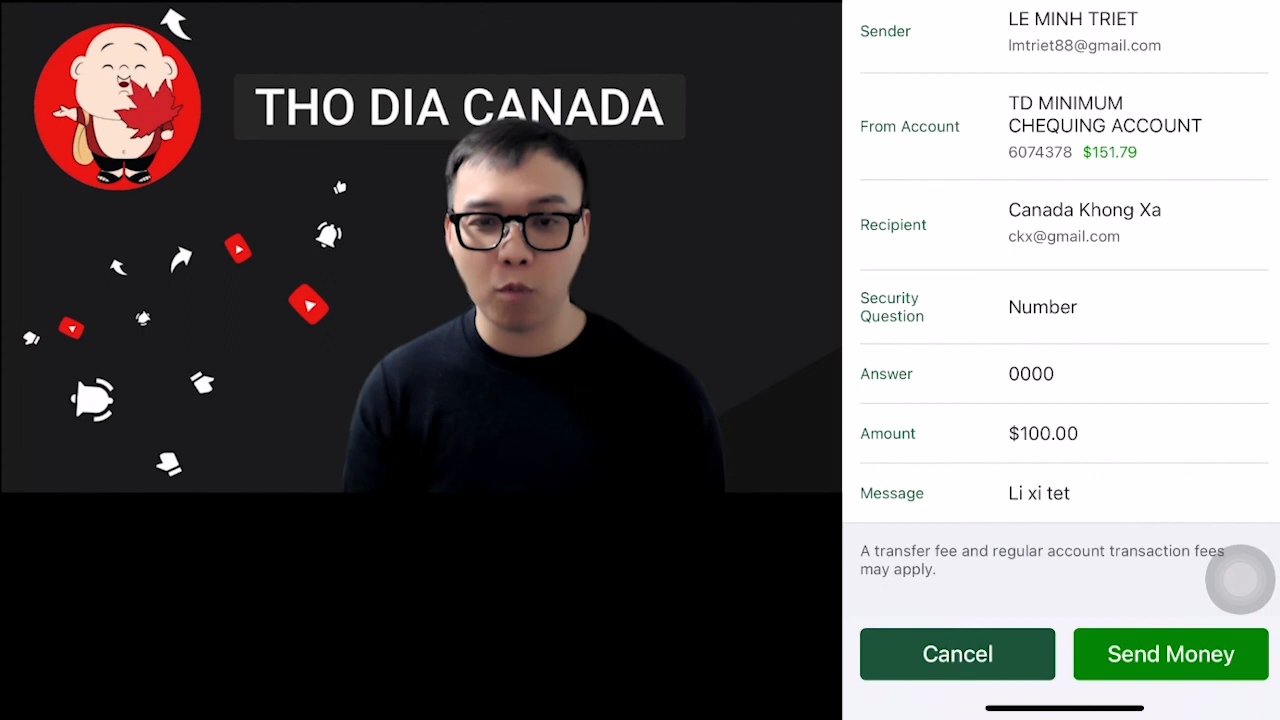 THO DIA CANADA
Sender
LE MINH TRIET
lmtriet88@gmail.com
From Account
TD MINIMUM
CHEQUING ACCOUNT
6074378 $151.79
Recipient
Canada Khong Xa
ckx@gmail.com
Security
Question
Number
Answer
0000
Amount
$100.00
Message
Li xi tet
A transfer fee and regular account transaction fees
may apply.
Cancel
Send Money